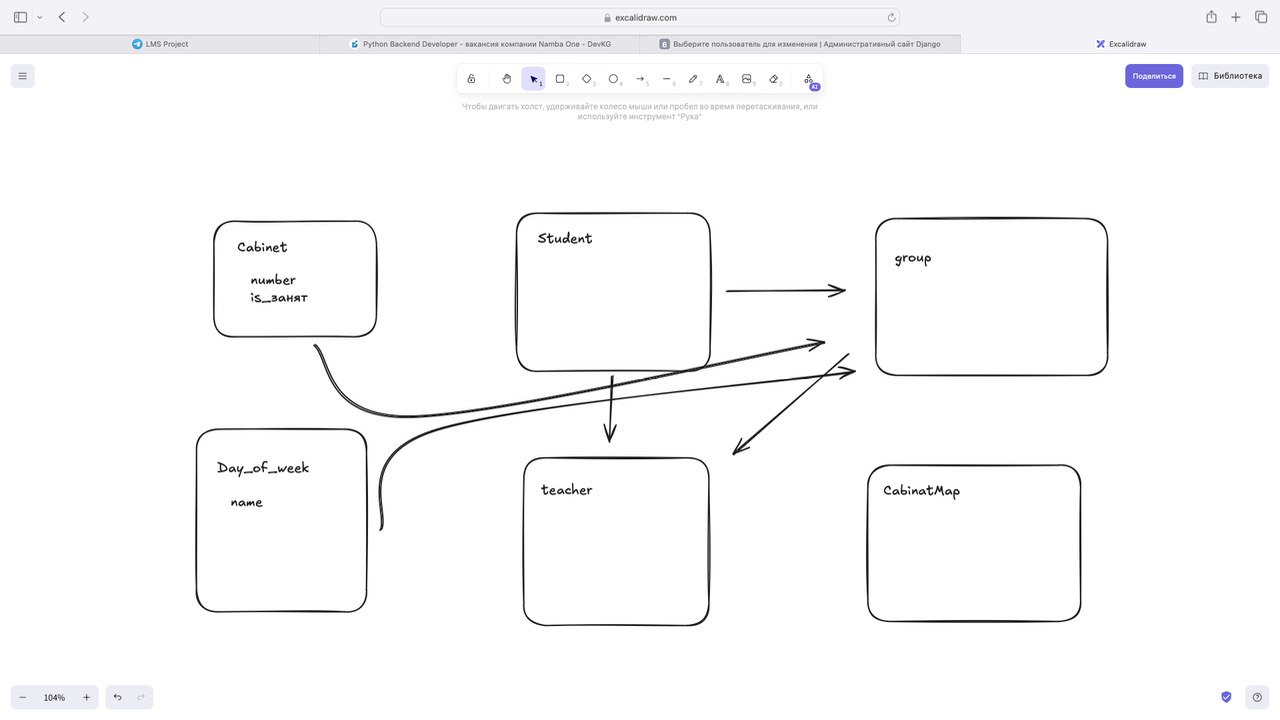 excalidraw.com
LMS Project
Python Backend Developer - вакансия компании Namba One - DevKG
Выберите пользователь для изменения | Административный сайт Django
Excalidraw
1
2
3
4
5
6
7
8
9
0
AI
Поделиться
Библиотека
Чтобы двигать холст, удерживайте колесо мыши или пробел во время перетаскивания, или
используйте инструмент "Рука"
Cabinet
number
is_занят
Student
group
Day_of_week
name
teacher
CabinatMap
104%